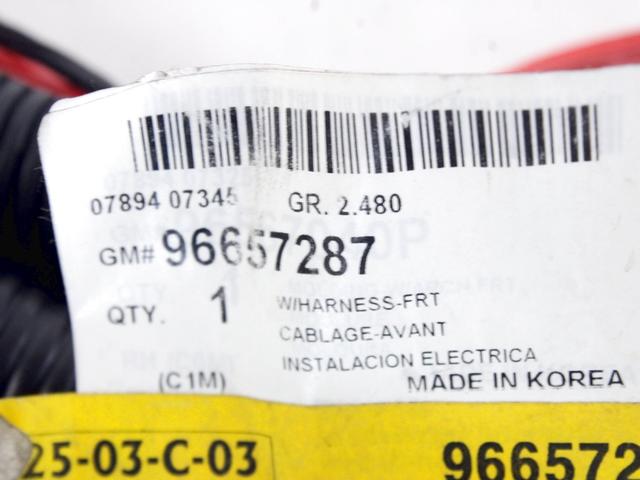 07894 07345 GR. 2.480
GM# 96657287
QTY. 1 W/HARNESS-FRT
CABLAGE-AVANT
INSTALACION ELECTRICA
(C1M) MADE IN KOREA
25-03-C-03 966572